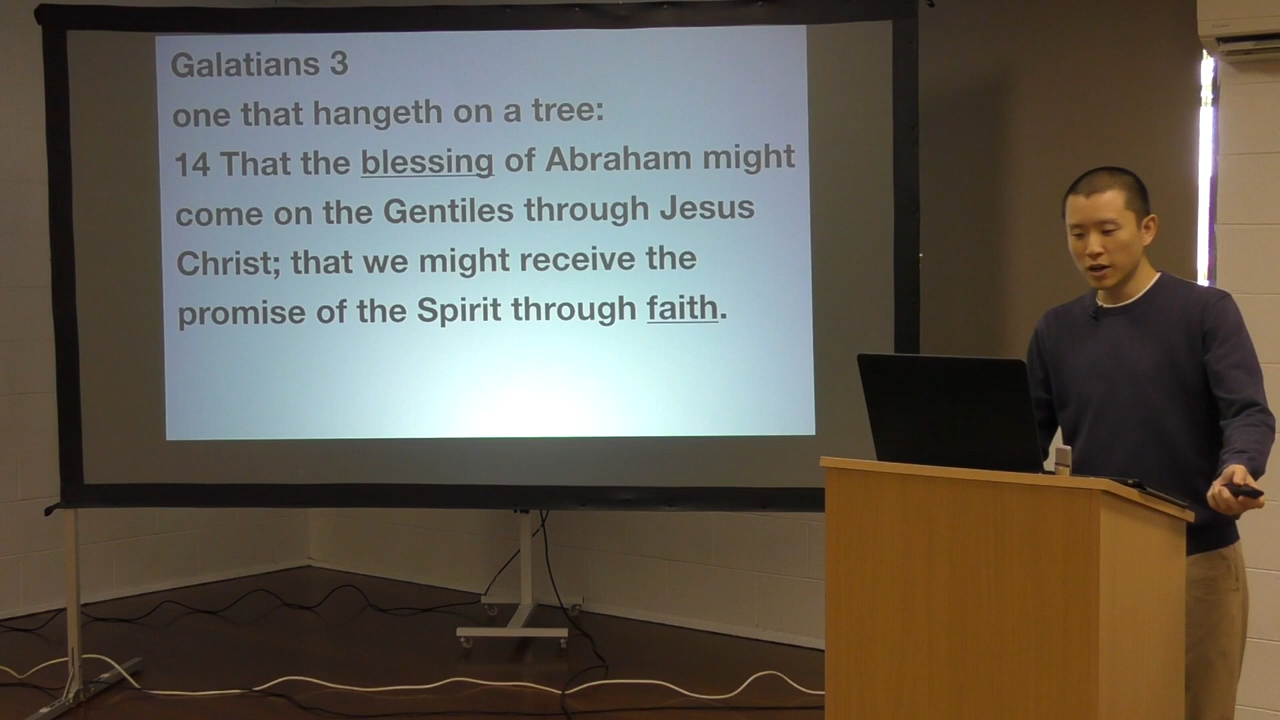 Galatians 3
one that hangeth on a tree:
14 That the blessing of Abraham might
come on the Gentiles through Jesus
Christ; that we might receive the
promise of the Spirit through faith.